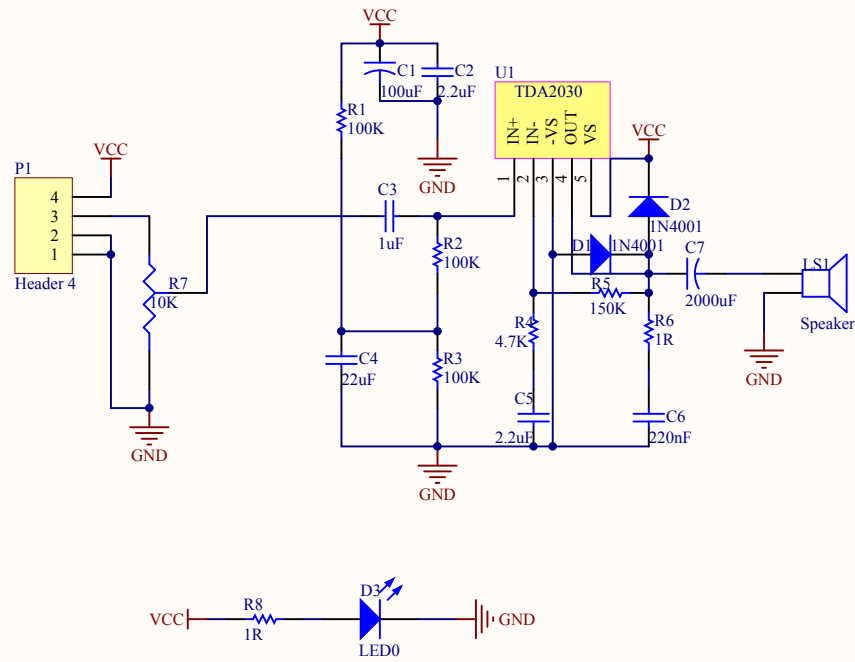 VCC
C1
100uF
C2
2.2uF
R1
100K
GND
U1
TDA2030
IN+
IN-
-VS
OUT
VS
1
2
3
4
5
VCC
D2
1N4001
D1
1N4001
C7
2000uF
LS1
Speaker
GND
P1
VCC
4
3
2
1
Header 4
R7
10K
GND
C3
1uF
R2
100K
R5
150K
R4
4.7K
R6
1R
C4
22uF
R3
100K
C5
2.2uF
C6
220nF
GND
VCC
R8
1R
D3
LED0
GND